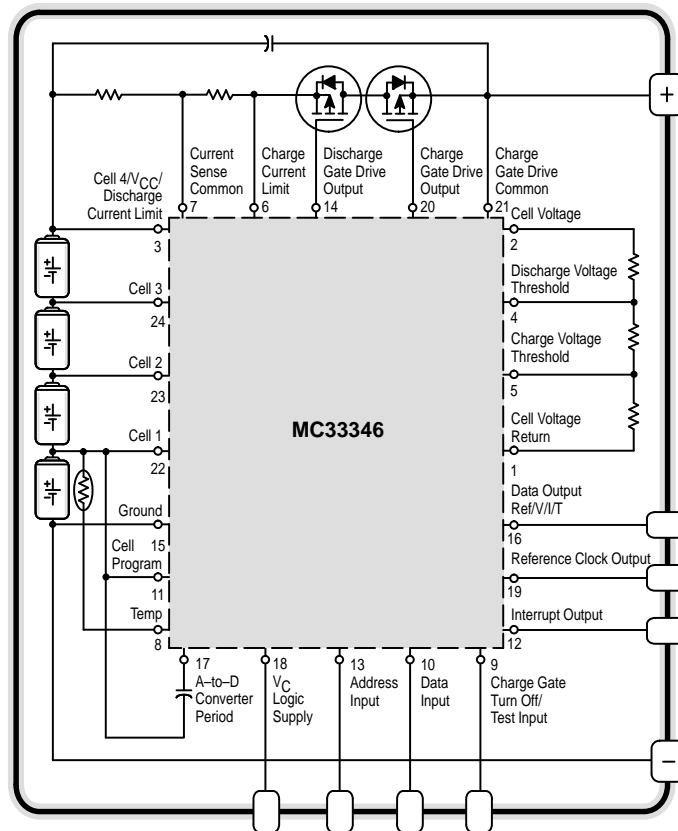 +
Current
Sense
Common
7
Charge
Current
Limit
6
Discharge
Gate Drive
Output
14
Charge
Gate Drive
Output
20
Charge
Gate Drive
Common
21
Cell 4/VCC/
Discharge
Current Limit
3
Cell 3
24
Cell 2
23
Cell 1
22
Ground
15
Cell
Program
11
Temp
8
MC33346
Cell Voltage
2
Discharge Voltage
Threshold
4
Charge Voltage
Threshold
5
Cell Voltage
Return
1
Data Output
Ref/V/I/T
16
Reference Clock Output
19
Interrupt Output
12
17
A–to–D
Converter
Period
18
VC
Logic
Supply
13
Address
Input
10
Data
Input
9
Charge Gate
Turn Off/
Test Input
–